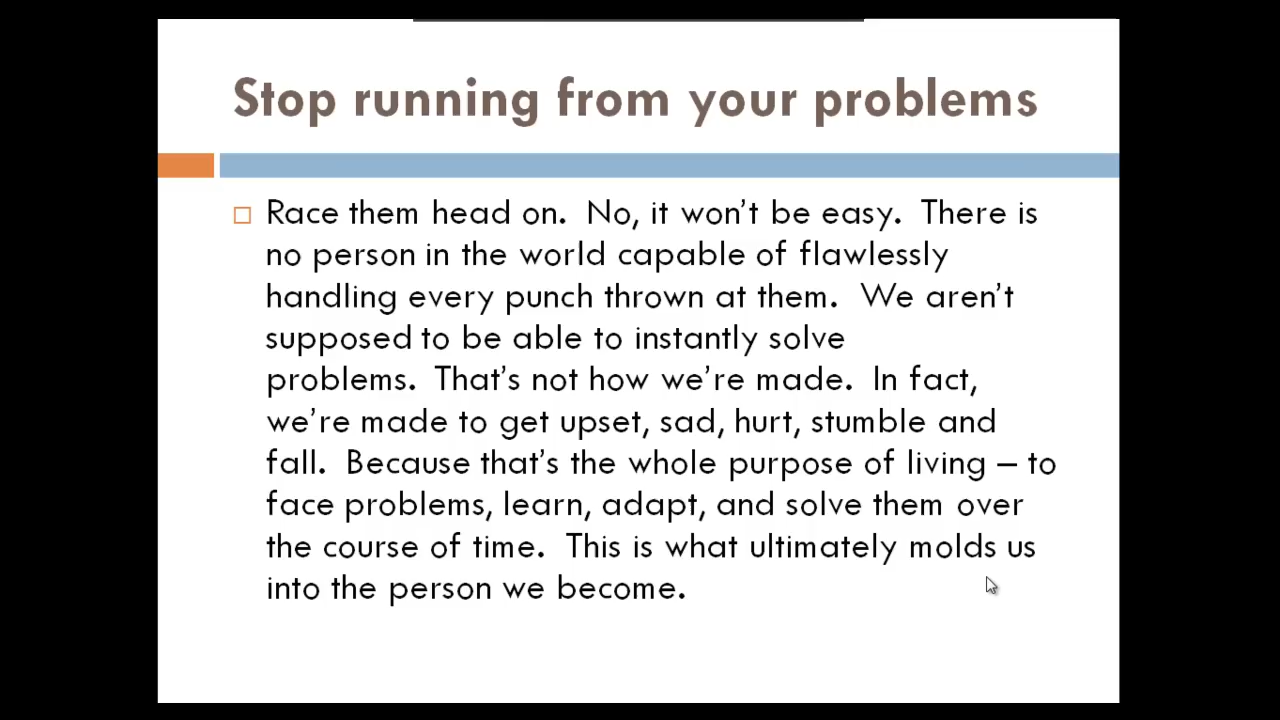 Stop running from your problems
Race them head on.  No, it won't be easy.  There is
no person in the world capable of flawlessly
handling every punch thrown at them.  We aren't
supposed to be able to instantly solve
problems.  That's not how we're made.  In fact,
we're made to get upset, sad, hurt, stumble and
fall.  Because that's the whole purpose of living – to
face problems, learn, adapt, and solve them over
the course of time.  This is what ultimately molds us
into the person we become.